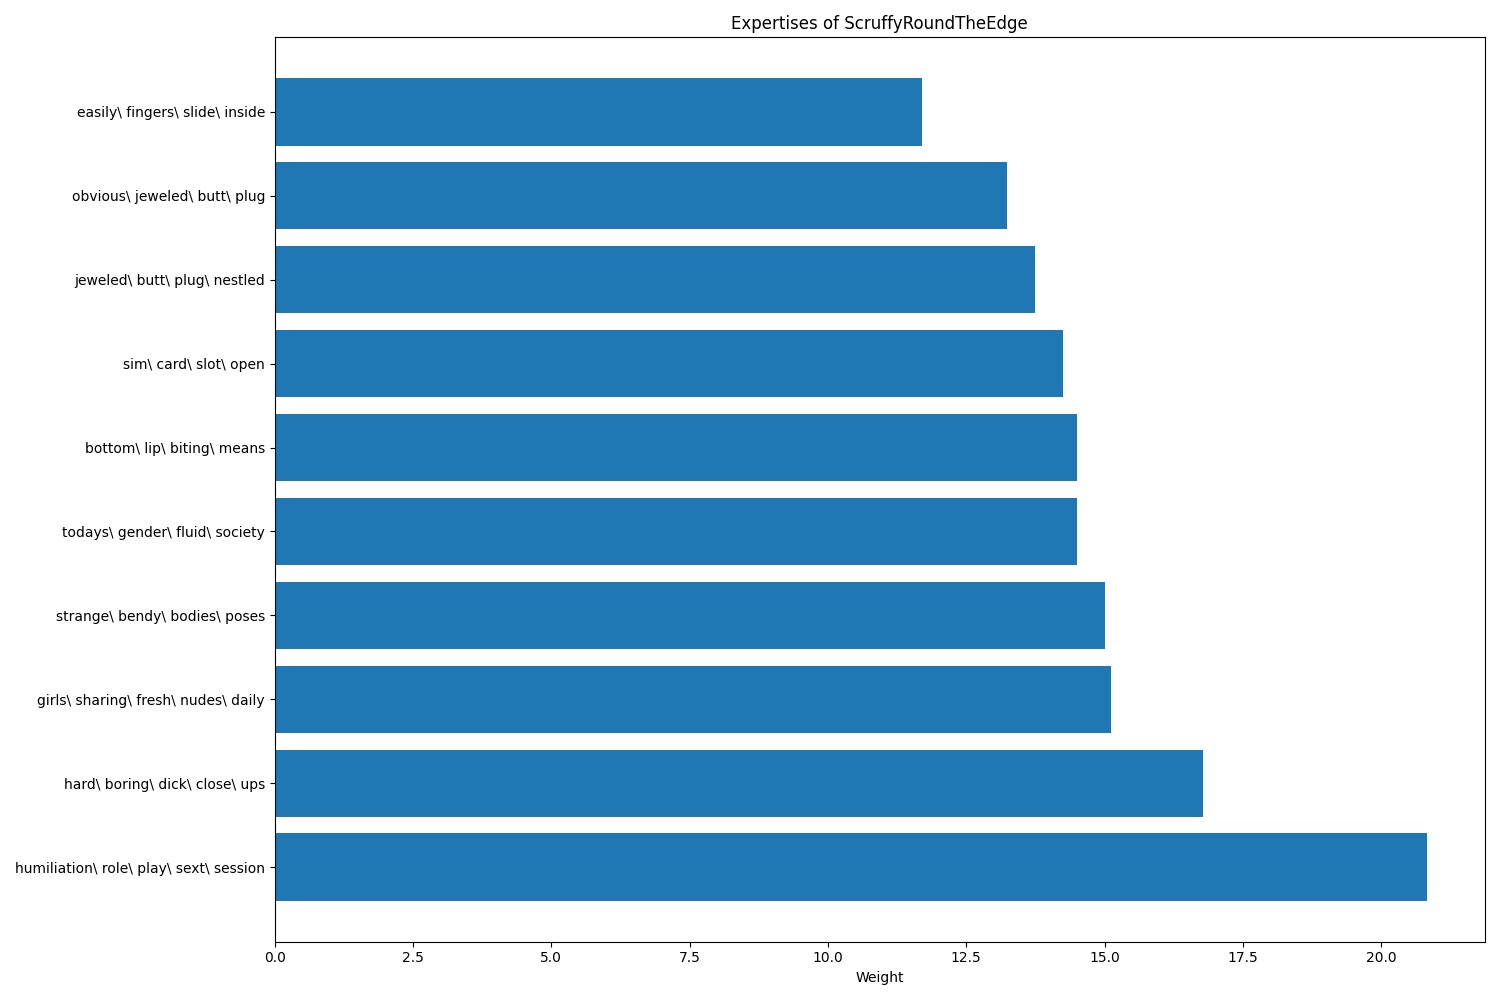 Expertises of ScruffyRoundTheEdge
easily\ fingers\ slide\ inside
obvious\ jeweled\ butt\ plug
jeweled\ butt\ plug\ nestled
sim\ card\ slot\ open
bottom\ lip\ biting\ means
todays\ gender\ fluid\ society
strange\ bendy\ bodies\ poses
girls\ sharing\ fresh\ nudes\ daily
hard\ boring\ dick\ close\ ups
humiliation\ role\ play\ sext\ session
0.0 2.5 5.0 7.5 10.0 12.5 15.0 17.5 20.0
Weight